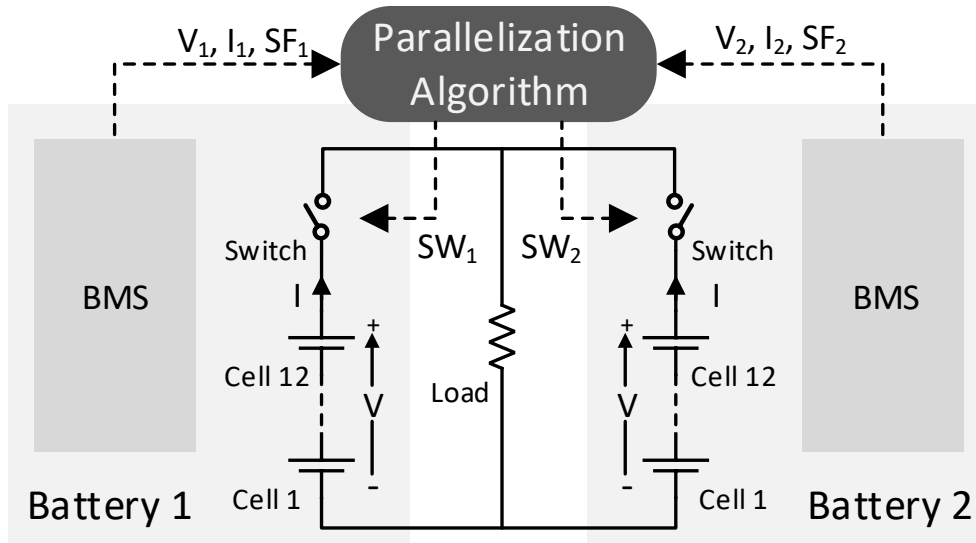 V1, I1, SF1
Parallelization
Algorithm
V2, I2, SF2
SW1
SW2
Switch
Switch
BMS
I
I
BMS
+
+
Cell 12
Cell 12
V
Load
V
-
-
Cell 1
Cell 1
Battery 1
Battery 2